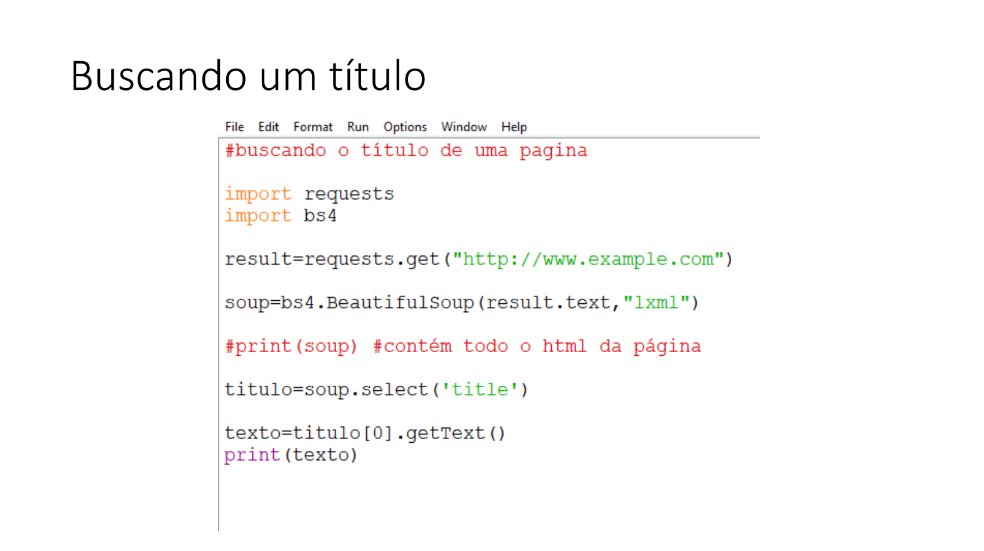 Buscando um título
File Edit Format Run Options Window Help
#buscando o título de uma pagina
import requests
import bs4
result=requests.get("http://www.example.com")
soup=bs4.BeautifulSoup(result.text,"lxml")
#print(soup) #contém todo o html da página
titulo=soup.select('title')
texto=titulo[0].getText()
print(texto)